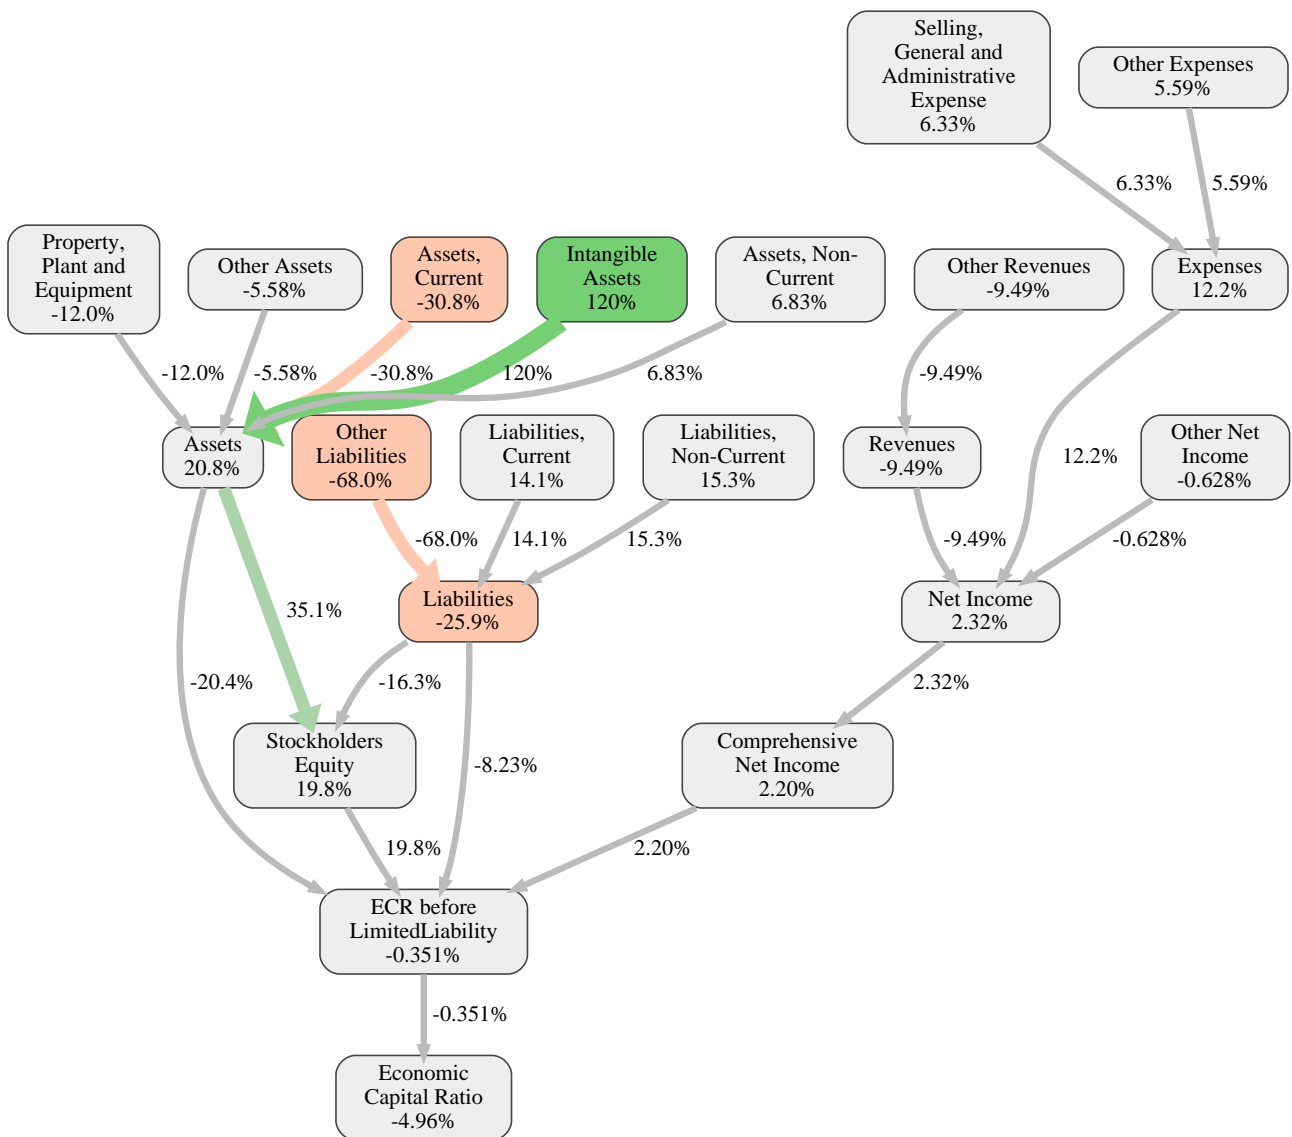 Selling,
General and
Administrative
Expense
6.33%
Other Expenses
5.59%
6.33%
5.59%
Property,
Plant and
Equipment
-12.0%
Other Assets
-5.58%
Assets,
Current
-30.8%
Intangible
Assets
120%
Assets, Non-
Current
6.83%
Other Revenues
-9.49%
Expenses
12.2%
-12.0%
-5.58%
-30.8%
120%
6.83%
-9.49%
Assets
20.8%
Other
Liabilities
-68.0%
Liabilities,
Current
14.1%
Liabilities,
Non-Current
15.3%
Revenues
-9.49%
12.2%
Other Net
Income
-0.628%
-68.0%
14.1%
15.3%
-9.49%
-0.628%
35.1%
Liabilities
-25.9%
Net Income
2.32%
-20.4%
-16.3%
2.32%
Stockholders
Equity
19.8%
-8.23%
Comprehensive
Net Income
2.20%
19.8%
2.20%
ECR before
LimitedLiability
-0.351%
-0.351%
Economic
Capital Ratio
-4.96%